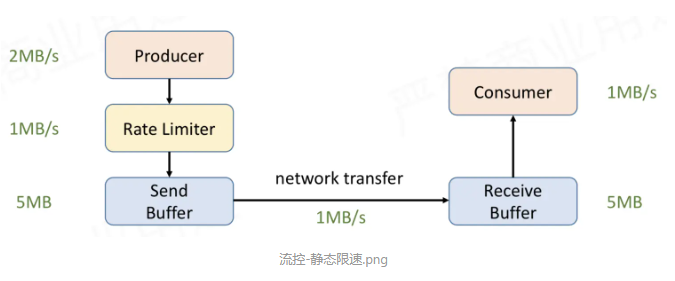 2MB/s
Producer
Consumer
1MB/s
1MB/s
Rate Limiter
5MB
Send
Buffer
network transfer
1MB/s
Receive
Buffer
5MB
流控-静态限速.png